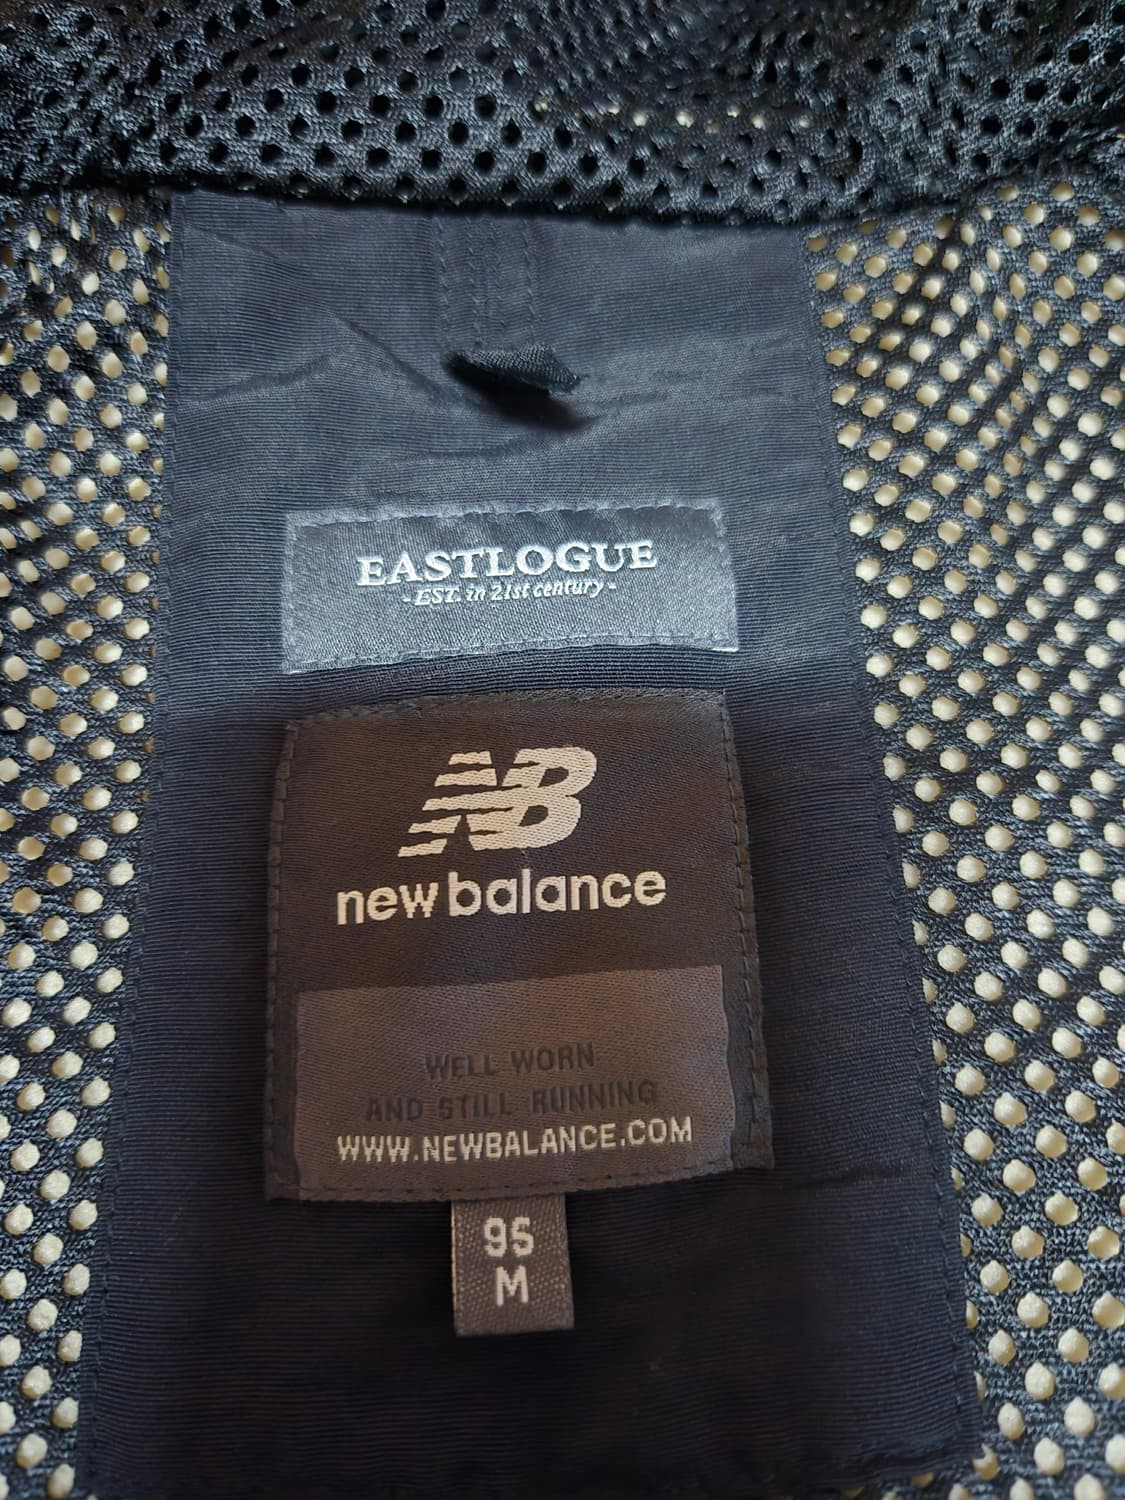 EASTLOGUE
- EST. in 21st century -
NB
new balance
WELL WORN
AND STILL RUNNING
WWW.NEWBALANCE.COM
95
M